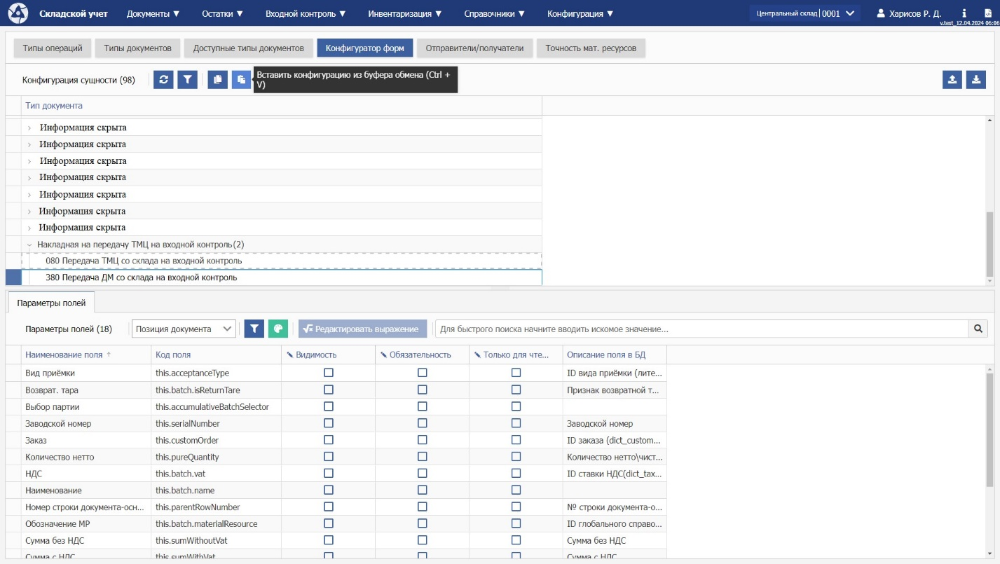 Складской учет Документы ▼ Остатки ▼ Входной контроль ▼ Инвентаризация ▼ Справочники ▼ Конфигурация ▼ Центральный склад | 0001 Харисов Р. Д.
v.test_12.04.2024 06:06
Типы операций Типы документов Доступные типы документов Конфигуратор форм Отправители/получатели Точность мат. ресурсов
Конфигурация сущности (98)
Вставить конфигурацию из буфера обмена (Ctrl +
V)
Тип документа
Информация скрыта
Информация скрыта
Информация скрыта
Информация скрыта
Информация скрыта
Информация скрыта
Информация скрыта
Накладная на передачу ТМЦ на входной контроль(2)
080 Передача ТМЦ со склада на входной контроль
380 Передача ДМ со склада на входной контроль
Параметры полей
Параметры полей (18) Позиция документа Редактировать выражение Для быстрого поиска начните вводить искомое значение...
Наименование поля ↑ Код поля Видимость Обязательность Только для чте... Описание поля в БД
Вид приёмки this.acceptanceType ID вида приёмки (лите...
Возврат. тара this.batch.isReturnTare Признак возвратной т...
Выбор партии this.accumulativeBatchSelector
Заводской номер this.serialNumber Заводской номер
Заказ this.customOrder ID заказа (dict_custom...
Количество нетто this.pureQuantity Количество нетто\чист...
НДС this.batch.vat ID ставки НДС(dict_tax...
Наименование this.batch.name
Номер строки документа-осн... this.parentRowNumber № строки документа-о...
Обозначение МР this.batch.materialResource ID глобального справо...
Сумма без НДС this.sumWithoutVat Сумма без НДС
Сумма с НДС this.sumWithVat Сумма с НДС